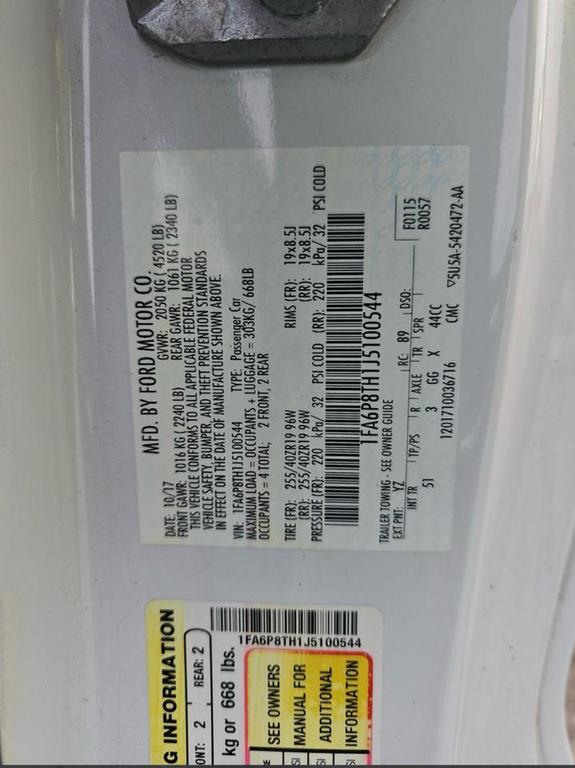 MFD. BY FORD MOTOR CO.
DATE: 10/17 GVWR: 2050 KG ( 4520 LB)
FRONT GAWR: 1016 KG (2240 LB) REAR GAWR: 1061 KG ( 2340 LB)
THIS VEHICLE CONFORMS TO ALL APPLICABLE FEDERAL MOTOR
VEHICLE SAFETY, BUMPER, AND THEFT PREVENTION STANDARDS
IN EFFECT ON THE DATE OF MANUFACTURE SHOWN ABOVE.
VIN: 1FA6P8TH1J5100544 TYPE: Passenger Car
MAXIMUM LOAD = OCCUPANTS + LUGGAGE = 303KG/ 668LB
OCCUPANTS = 4 TOTAL; 2 FRONT, 2 REAR
TIRE (FR): 255/40ZR19 96W RIMS (FR): 19x8.5J
(RR): 255/40ZR19 96W (RR): 19x8.5J
PRESSURE (FR): 220 kPa/ 32 PSI COLD (RR): 220 kPa/ 32 PSI COLD
1FA6P8TH1J5100544
TRAILER TOWING - SEE OWNER GUIDE F0115
EXT PNT: YZ RC: 89 DSO: R0057
INT TR TP/PS R AXLE TR SPR
51 3 GG X 44CC
1201710036716 CMC ▽5U5A-5420472-AA
G INFORMATION
ONT: 2 REAR: 2
kg or 668 lbs.
1FA6P8TH1J5100544
SEE OWNERS
MANUAL FOR
ADDITIONAL
INFORMATION